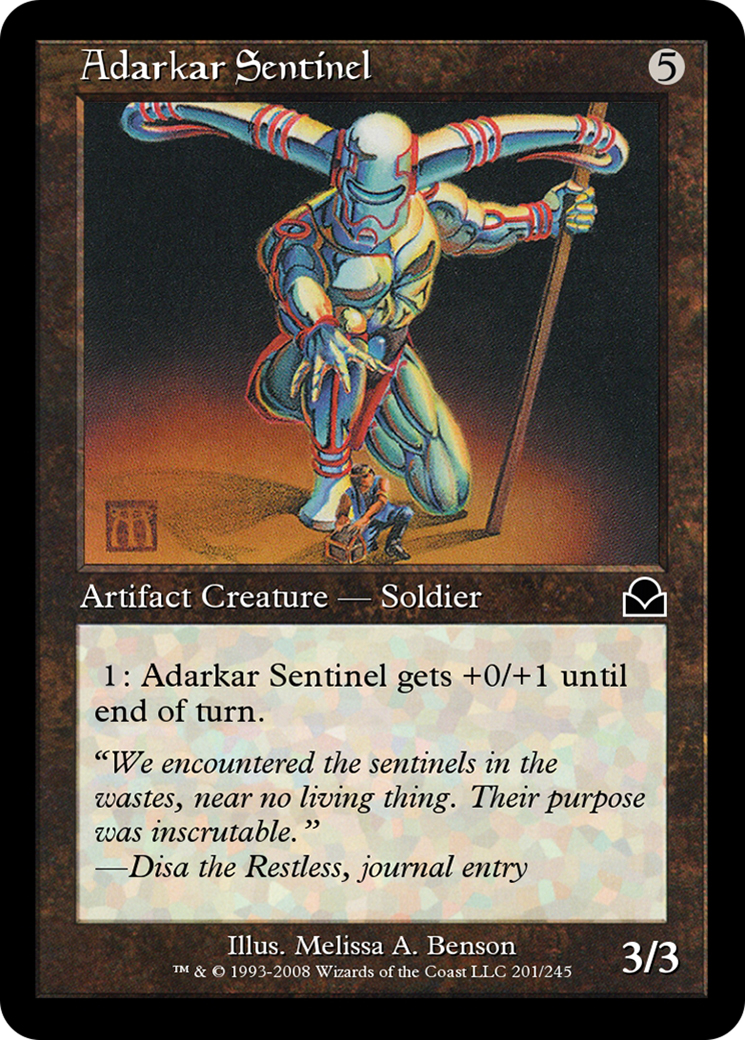 Adarkar Sentinel
5
Artifact Creature — Soldier
1: Adarkar Sentinel gets +0/+1 until
end of turn.
“We encountered the sentinels in the
wastes, near no living thing. Their purpose
was inscrutable.”
—Disa the Restless, journal entry
Illus. Melissa A. Benson
™ & © 1993-2008 Wizards of the Coast LLC 201/245
3/3